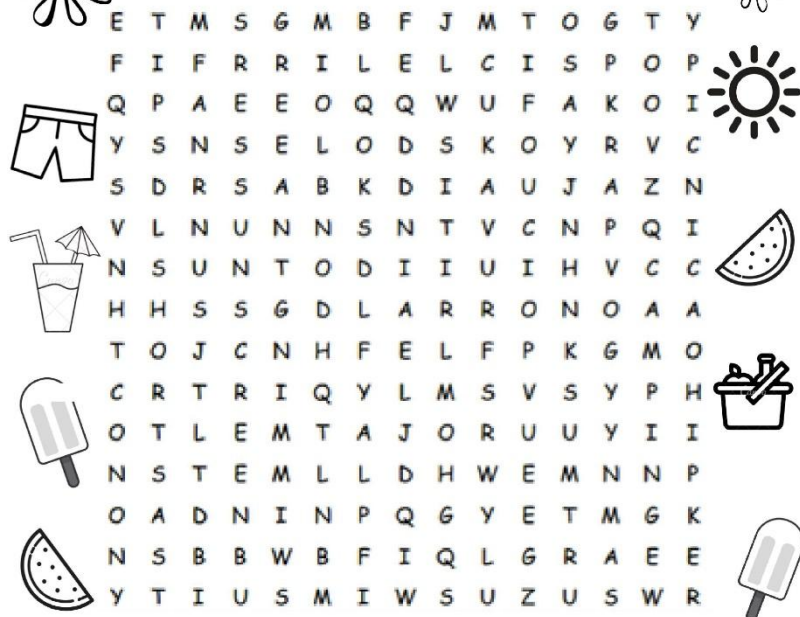 E T M S G M B F J M T O G T Y
F I F R R I L E L C I S P O P
Q P A E E O Q Q W U F A K O I
Y S N S E L O D S K O Y R V C
S D R S A B K D I A U J A Z N
V L N U N N S N T V C N P Q I
N S U N T O D I I U I H V C C
H H S S G D L A R R O N O A A
T O J C N H F E L F P K G M O
C R T R I Q Y L M S V S Y P H
O T L E M T A J O R U U Y I I
N S T E M L L D H W E M N N P
O A D N I N P Q G Y E T M G K
N S B B W B F I Q L G R A E E
Y T I U S M I W S U Z U S W R